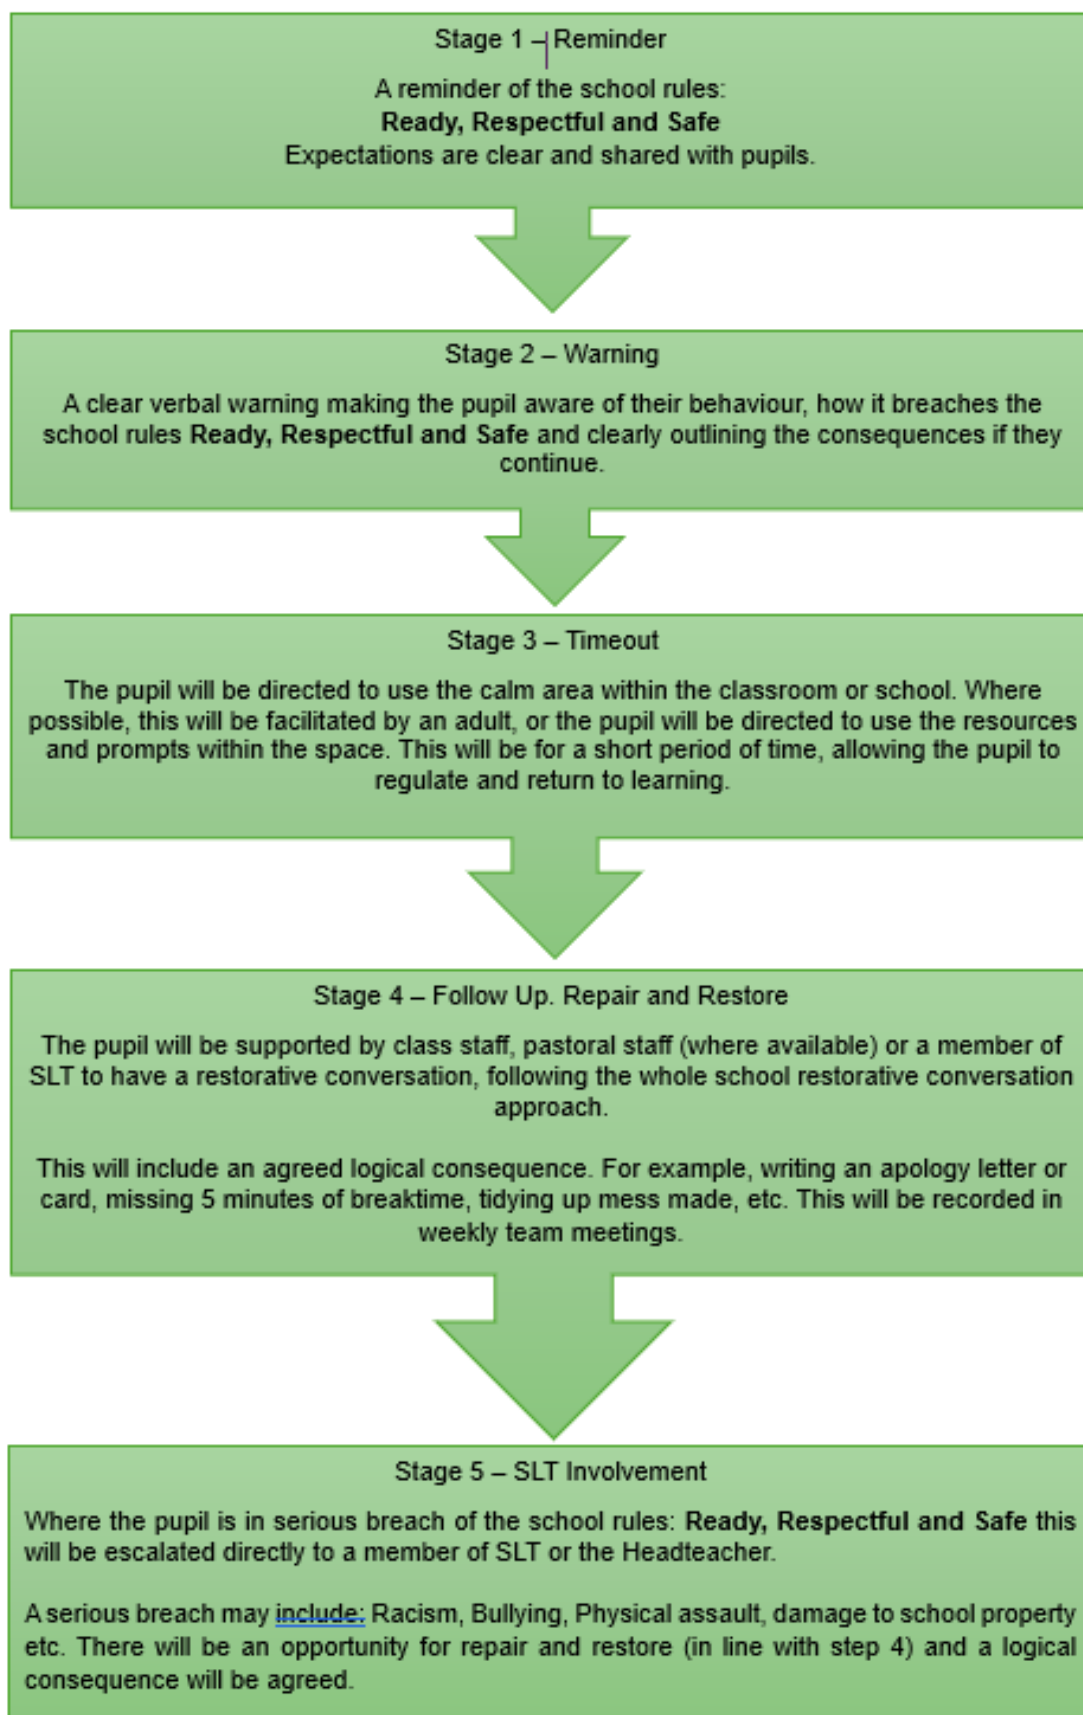 Stage 1 – Reminder
A reminder of the school rules:
Ready, Respectful and Safe
Expectations are clear and shared with pupils.
Stage 2 – Warning
A clear verbal warning making the pupil aware of their behaviour, how it breaches the
school rules Ready, Respectful and Safe and clearly outlining the consequences if they
continue.
Stage 3 – Timeout
The pupil will be directed to use the calm area within the classroom or school. Where
possible, this will be facilitated by an adult, or the pupil will be directed to use the resources
and prompts within the space. This will be for a short period of time, allowing the pupil to
regulate and return to learning.
Stage 4 – Follow Up. Repair and Restore
The pupil will be supported by class staff, pastoral staff (where available) or a member of
SLT to have a restorative conversation, following the whole school restorative conversation
approach.
This will include an agreed logical consequence. For example, writing an apology letter or
card, missing 5 minutes of breaktime, tidying up mess made, etc. This will be recorded in
weekly team meetings.
Stage 5 – SLT Involvement
Where the pupil is in serious breach of the school rules: Ready, Respectful and Safe this
will be escalated directly to a member of SLT or the Headteacher.
A serious breach may include: Racism, Bullying, Physical assault, damage to school property
etc. There will be an opportunity for repair and restore (in line with step 4) and a logical
consequence will be agreed.